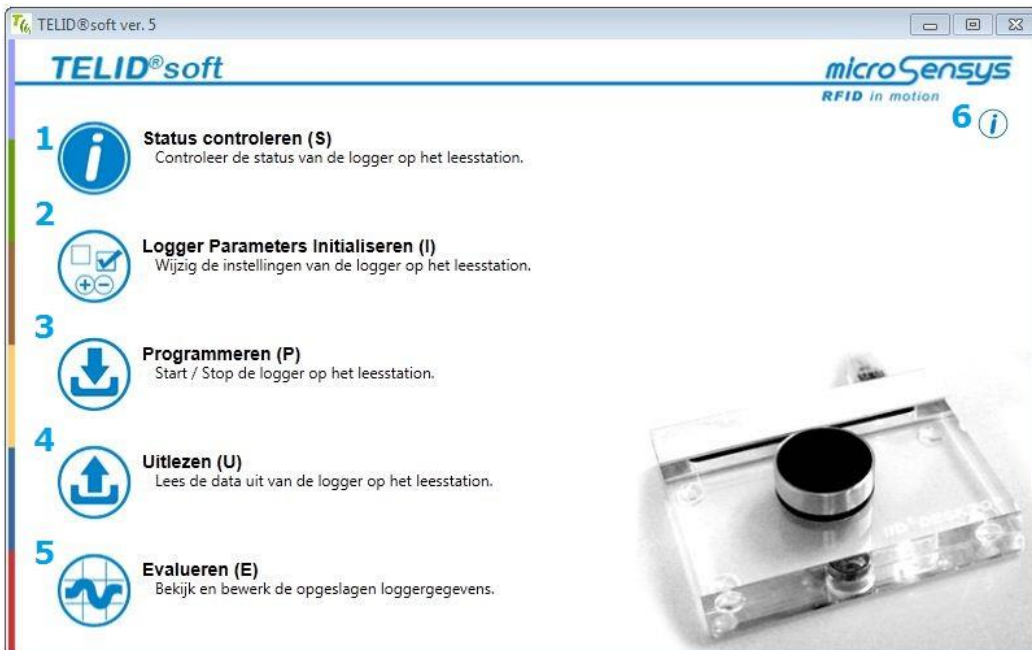 TELID®soft ver. 5
TELID®soft
microSensys
RFID in motion
6 i
1 Status controleren (S)
Controleer de status van de logger op het leesstation.
2
Logger Parameters Initialiseren (I)
Wijzig de instellingen van de logger op het leesstation.
3
Programmeren (P)
Start / Stop de logger op het leesstation.
4
Uitlezen (U)
Lees de data uit van de logger op het leesstation.
5
Evalueren (E)
Bekijk en bewerk de opgeslagen loggergegevens.